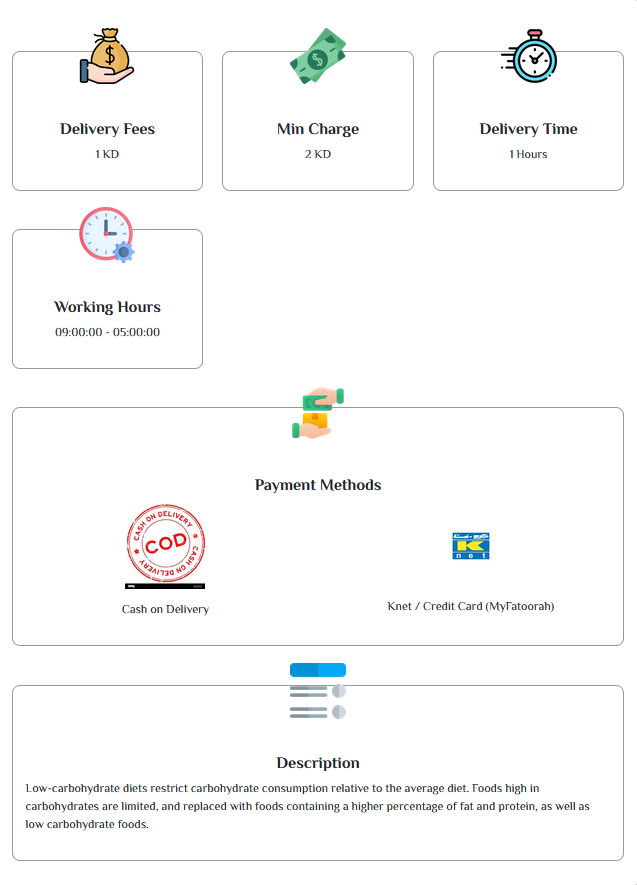 Delivery Fees
1 KD
Min Charge
2 KD
Delivery Time
1 Hours
Working Hours
09:00:00 - 05:00:00
Payment Methods
CASH ON DELIVERY
COD
CASH ON DELIVERY
K
net
Cash on Delivery
Knet / Credit Card (MyFatoorah)
Description
Low-carbohydrate diets restrict carbohydrate consumption relative to the average diet. Foods high in
carbohydrates are limited, and replaced with foods containing a higher percentage of fat and protein, as well as
low carbohydrate foods.